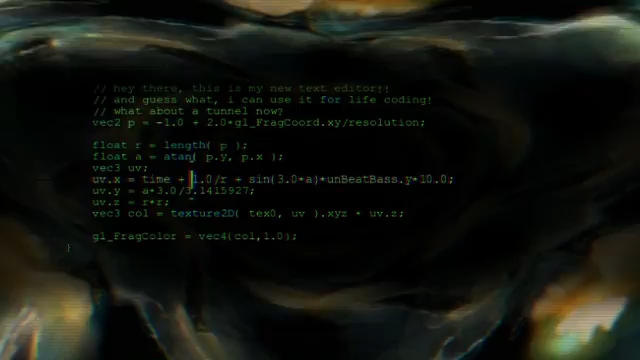 // hey there, this is my new text editor!!
// and guess what, i can use it for life coding!
// what about a tunnel now?
vec2 p = -1.0 + 2.0*gl_FragCoord.xy/resolution;
float r = length( p );
float a = atan( p.y, p.x );
vec3 uv;
uv.x = time + 1.0/r + sin(3.0*a)*unBeatBass.y*10.0;
uv.y = a*3.0/3.1415927;
uv.z = r*r;
vec3 col = texture2D( tex0, uv ).xyz * uv.z;
gl_FragColor = vec4(col,1.0);
}